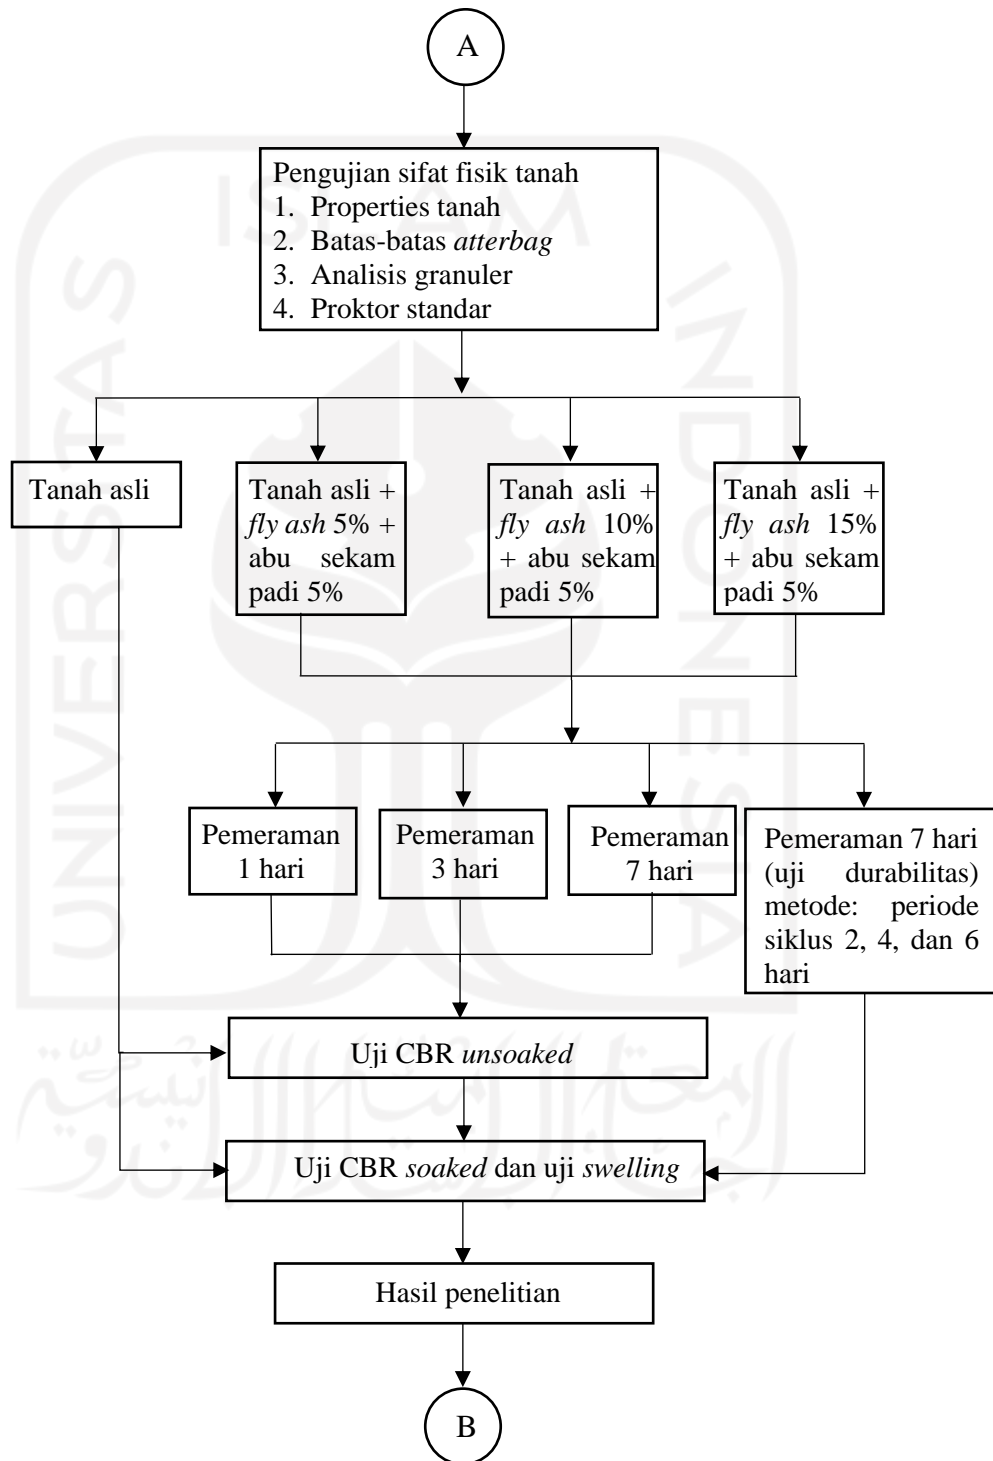 A
Pengujian sifat fisik tanah
1. Properties tanah
2. Batas-batas atterbag
3. Analisis granuler
4. Proktor standar
Tanah asli
Tanah asli +
fly ash 5% +
abu sekam
padi 5%
Tanah asli +
fly ash 10%
+ abu sekam
padi 5%
Tanah asli +
fly ash 15%
+ abu sekam
padi 5%
Pemeraman
1 hari
Pemeraman
3 hari
Pemeraman
7 hari
Pemeraman 7 hari
(uji durabilitas)
metode: periode
siklus 2, 4, dan 6
hari
Uji CBR unsoaked
Uji CBR soaked dan uji swelling
Hasil penelitian
B
UNIVERSITAS
ISLAM
INDONESIA